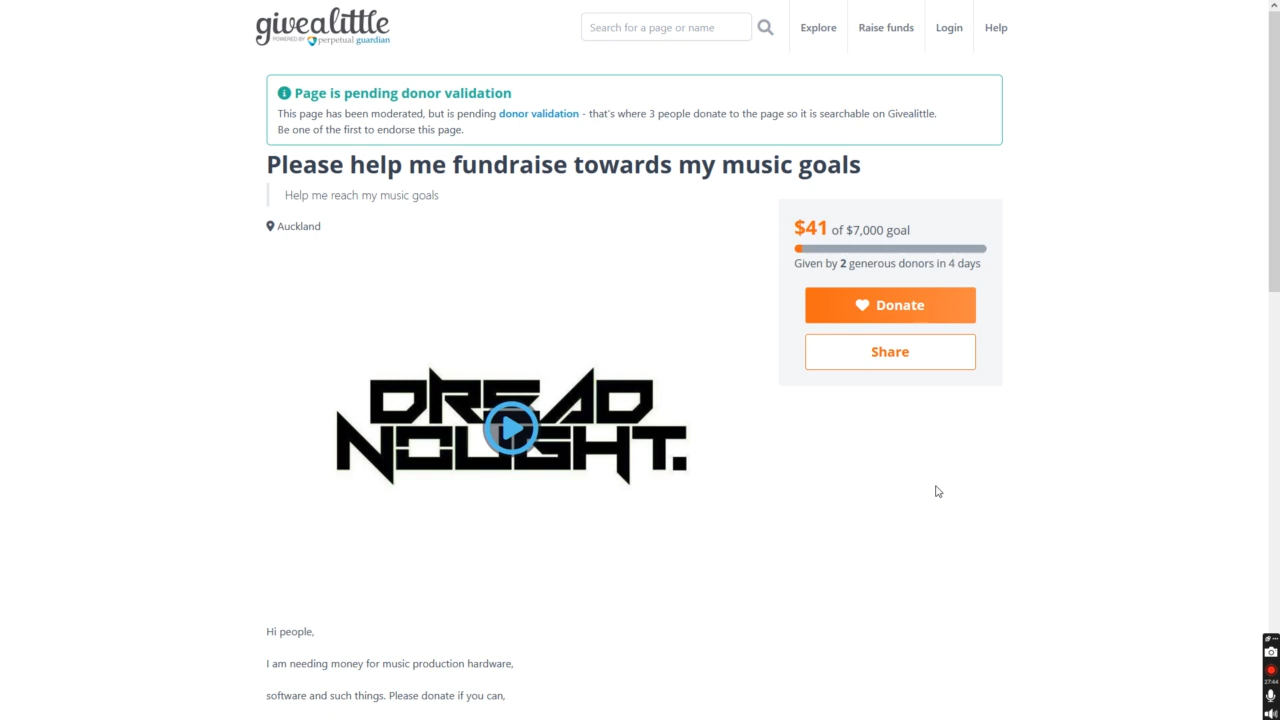 givealittle
POWERED BY perpetual guardian
Search for a page or name
Explore
Raise funds
Login
Help
Page is pending donor validation
This page has been moderated, but is pending donor validation - that's where 3 people donate to the page so it is searchable on Givealittle.
Be one of the first to endorse this page.
Please help me fundraise towards my music goals
Help me reach my music goals
Auckland
$41 of $7,000 goal
Given by 2 generous donors in 4 days
Donate
Share
DREAD
NOUGHT.
Hi people,
I am needing money for music production hardware,
software and such things. Please donate if you can,
27:44